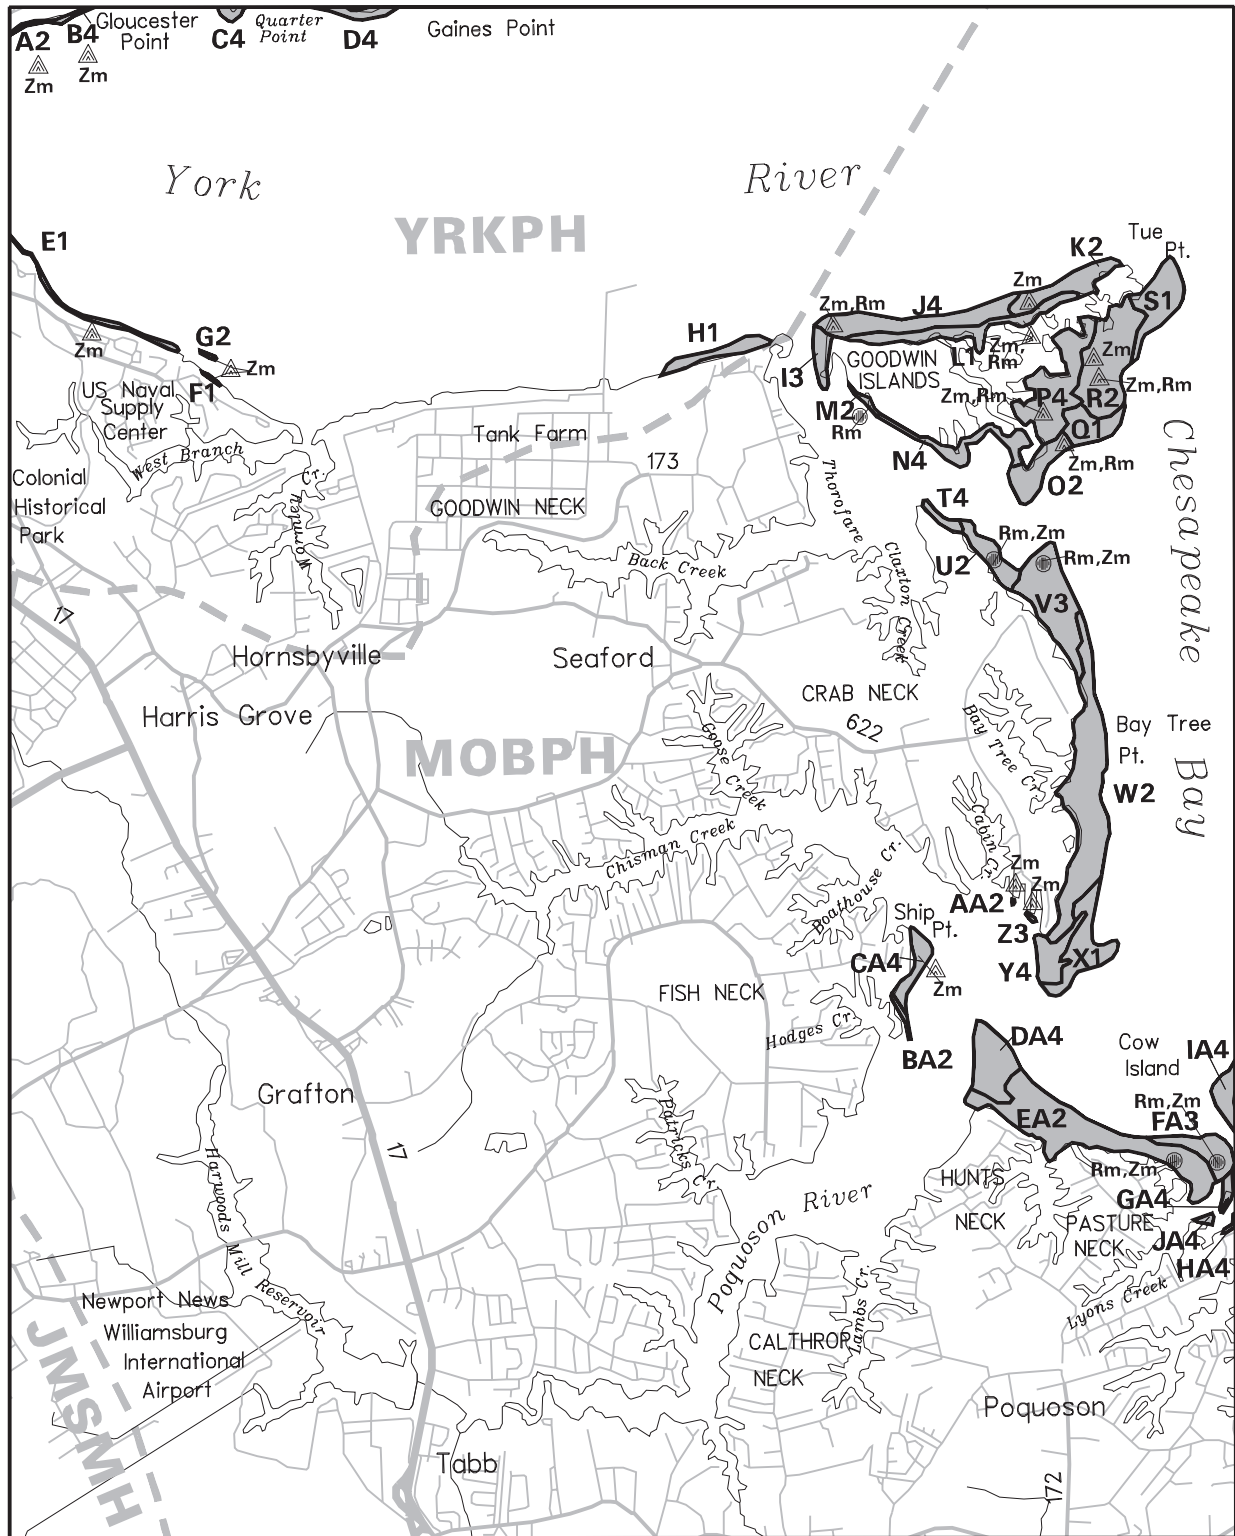 Gloucester
Point
Quarter
Point
Gaines Point
A2
B4
C4
D4
Zm
Zm
York
River
YRKPH
E1
G2
F1
Zm
Zm
H1
Tue
Pt.
K2
Zm
S1
Zm,Rm
J4
L1
Zm,
Rm
I3
GOODWIN
ISLANDS
Zm
Zm,Rm
Zm,Rm
P4
R2
M2
Rm
Q1
Zm,Rm
N4
O2
US Naval
Supply
Center
West Branch
Colonial
Historical
Park
Wormley
Cr.
Tank Farm
173
GOODWIN NECK
Back Creek
Thorofare
Claxton
Creek
T4
Rm,Zm
U2
Rm,Zm
V3
Chesapeake
Bay
17
Hornsbyville
Seaford
Harris Grove
CRAB NECK
622
MOBPH
Goose Creek
Bay Tree Cr.
Bay Tree
Pt.
W2
Chisman Creek
Cabin Cr.
Boathouse Cr.
Zm
Zm
AA2
Z3
Ship
Pt.
CA4
Zm
Y4
X1
FISH NECK
Hodges Cr.
BA2
DA4
Cow
Island
IA4
Rm,Zm
FA3
EA2
Rm,Zm
GA4
JA4
HA4
Grafton
17
Patricks Cr.
HUNTS
NECK
PASTURE
NECK
Harwoods Mill Reservoir
Poquoson River
Lyons Creek
Newport News
Williamsburg
International
Airport
JMSMH
CALTHROP
NECK
Lambs Cr.
Poquoson
Tabb
172